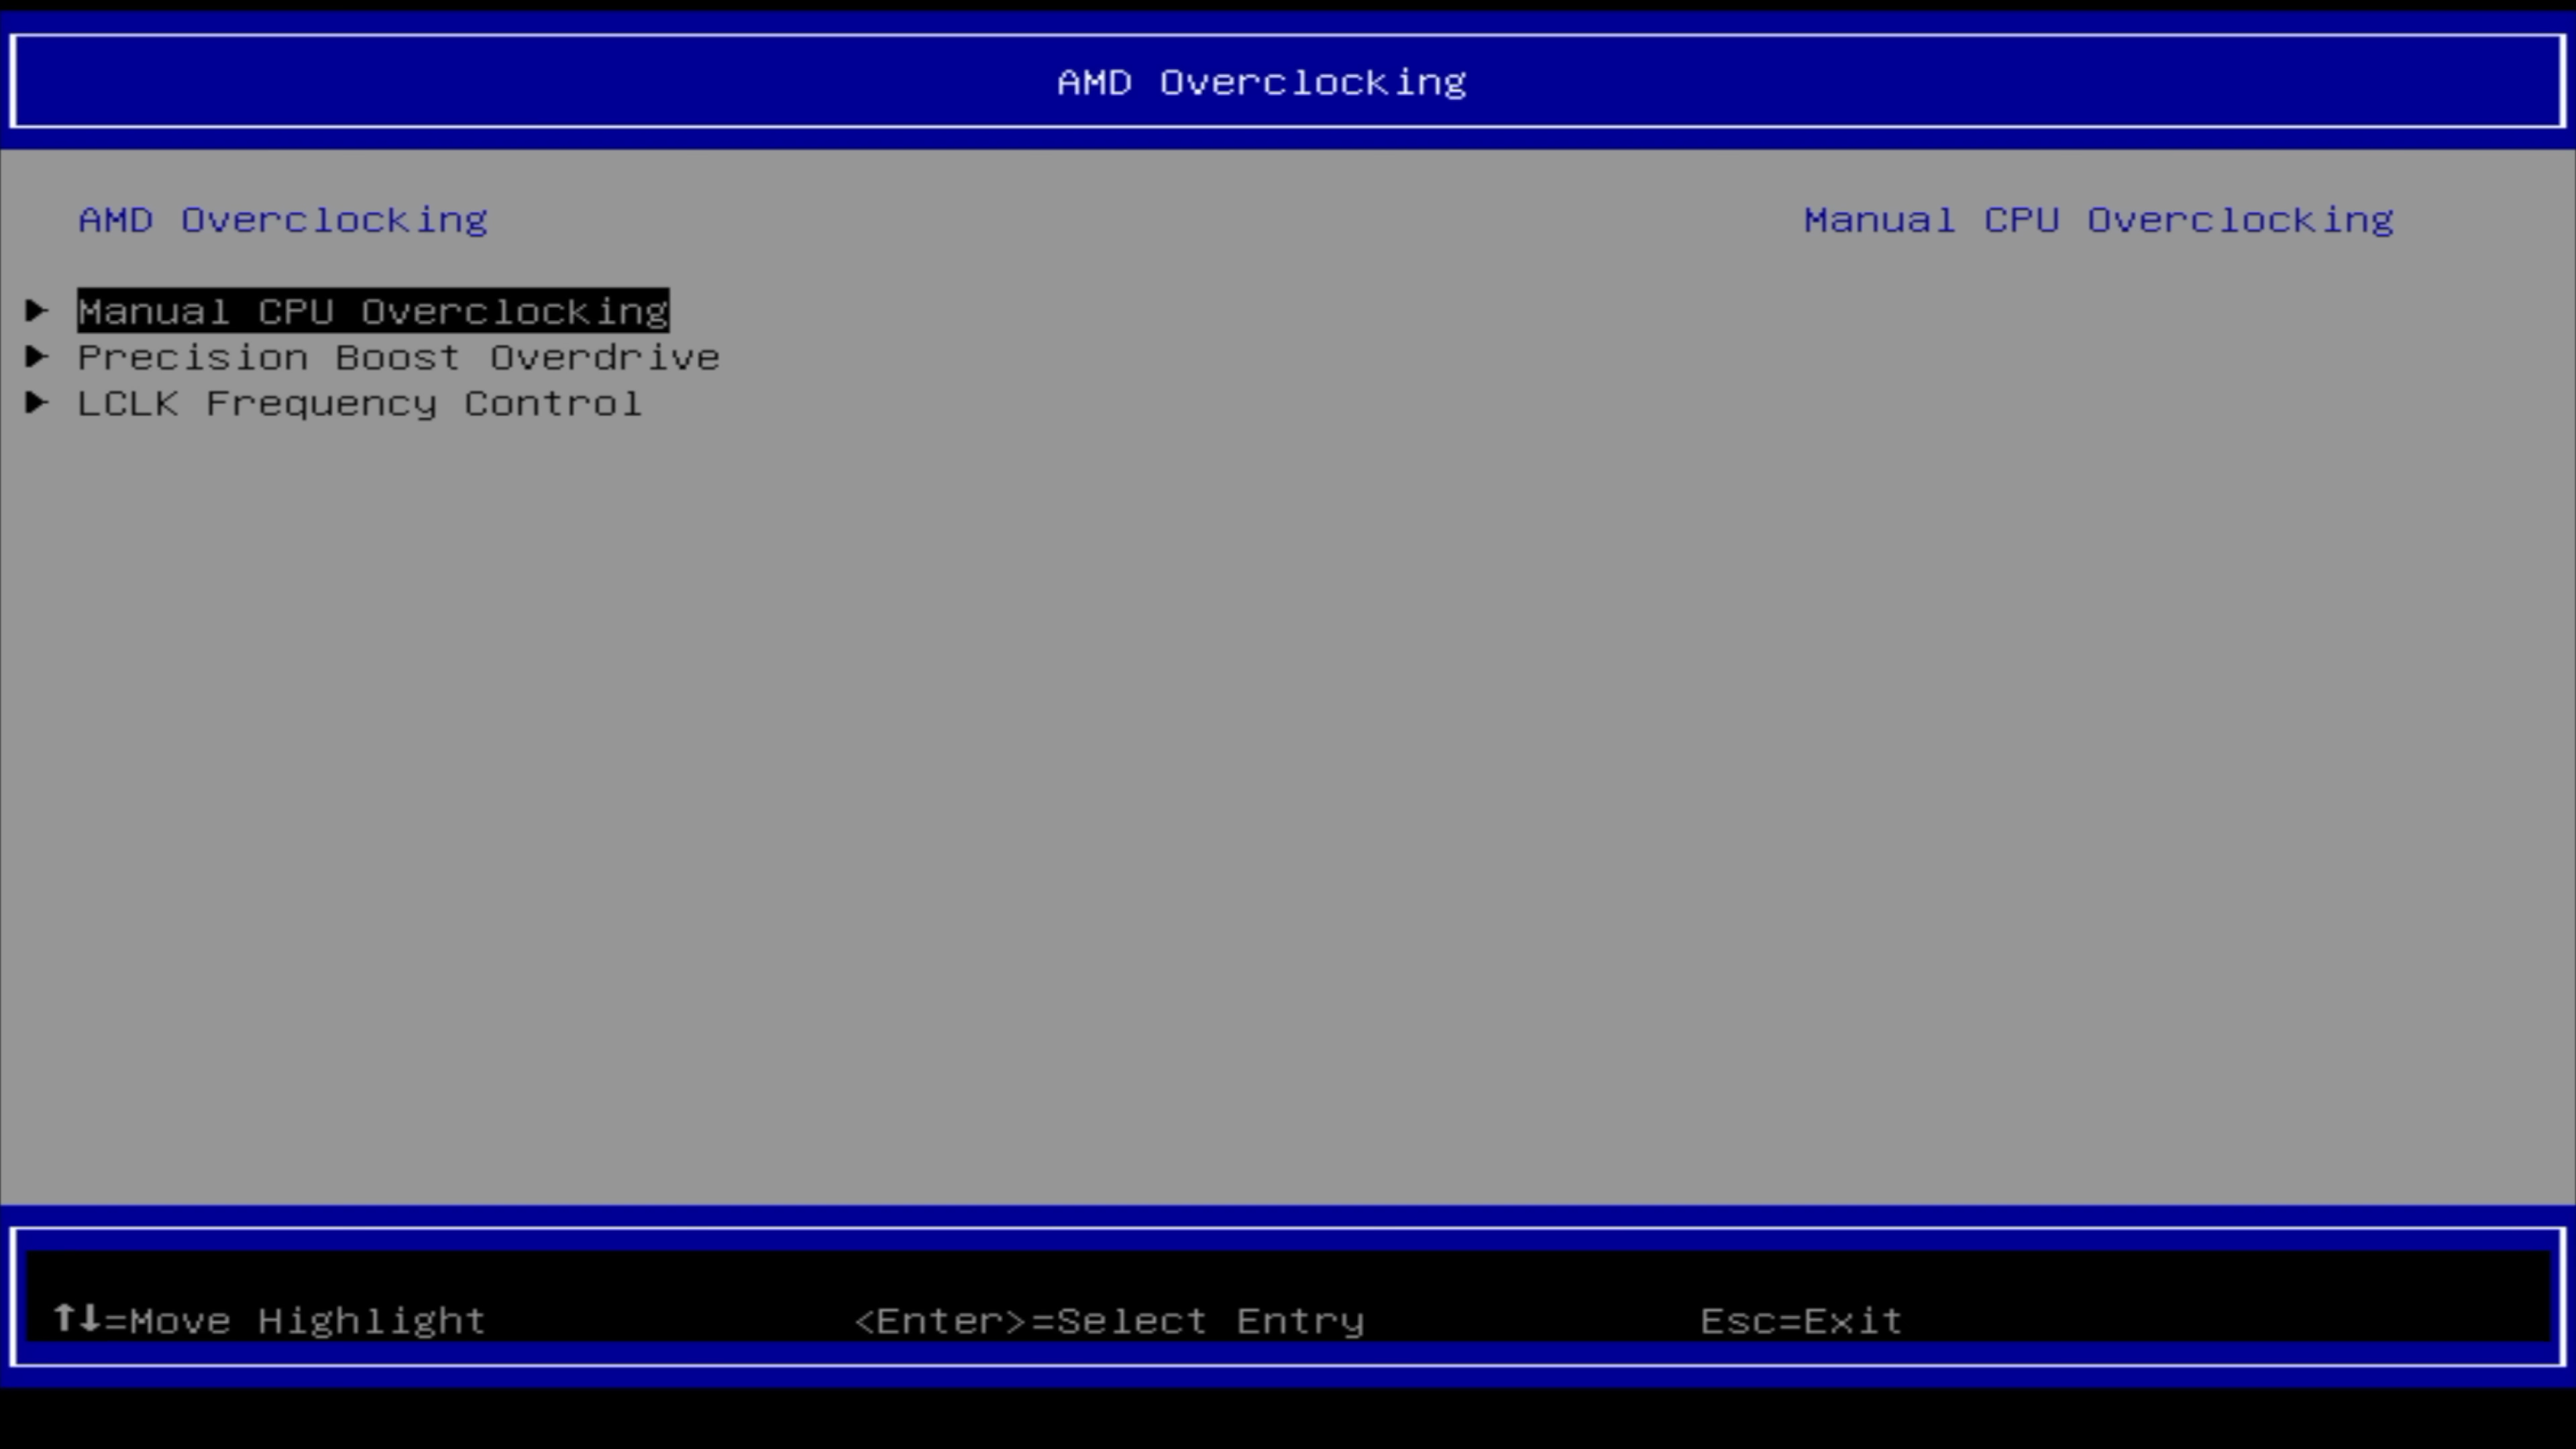 AMD Overclocking
AMD Overclocking
Manual CPU Overclocking
Manual CPU Overclocking
Precision Boost Overdrive
LCLK Frequency Control
↑↓=Move Highlight
<Enter>=Select Entry
Esc=Exit